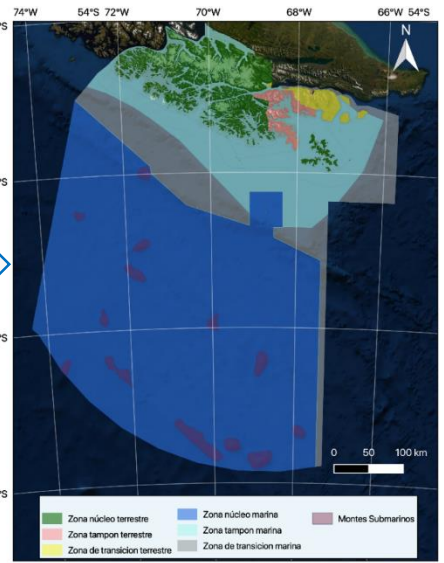 74°W 54°S 72°W 70°W 68°W 66°W 54°S
N
°S
°S
°S
°S
°S
0 50 100 km
Zona núcleo terrestre
Zona tampon terrestre
Zona de transicion terrestre
Zona núcleo marina
Zona tampon marina
Zona de transicion marina
Montes Submarinos